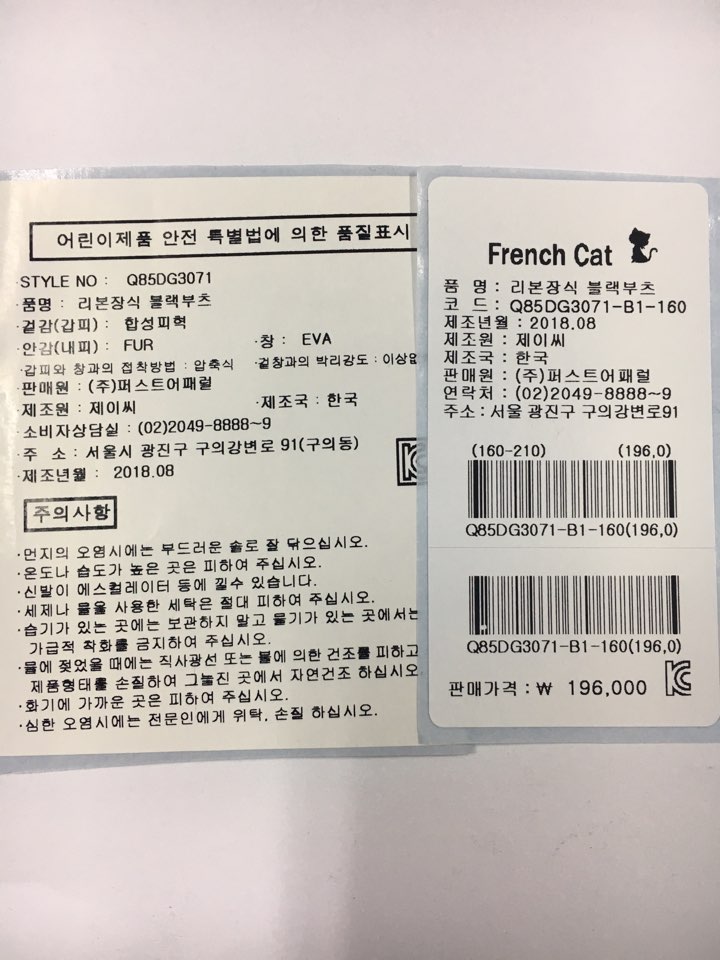 어린이제품 안전 특별법에 의한 품질표시
·STYLE NO : Q85DG3071
·품명 : 리본장식 블랙부츠
·겉감(갑피) : 합성피혁
·안감(내피) : FUR ·창 : EVA
·갑피와 창과의 접착방법 : 압축식 ·겉창과의 박리강도 : 이상없
·판매원 : (주)퍼스트어패럴
·제조원 : 제이씨 ·제조국 : 한국
·소비자상담실 : (02)2049-8888~9
·주 소 : 서울시 광진구 구의강변로 91(구의동)
·제조년월 : 2018.08
주의사항
·먼지의 오염시에는 부드러운 솔로 잘 닦으십시오.
·온도나 습도가 높은 곳은 피하여 주십시오.
·신발이 에스컬레이터 등에 낄수 있습니다.
·세제나 물을 사용한 세탁은 절대 피하여 주십시오.
·습기가 있는 곳에는 보관하지 말고 물기가 있는 곳에서는
가급적 착화를 금지하여 주십시오.
·물에 젖었을 때에는 직사광선 또는 불에 의한 건조를 피하고
제품형태를 손질하여 그늘진 곳에서 자연건조 하십시오.
·화기에 가까운 곳은 피하여 주십시오.
·심한 오염시에는 전문인에게 위탁, 손질 하십시오.
French Cat
품 명 : 리본장식 블랙부츠
코 드 : Q85DG3071-B1-160
제조년월 : 2018.08
제조원 : 제이씨
제조국 : 한국
판매원 : (주)퍼스트어패럴
연락처 : (02)2049-8888~9
주소 : 서울 광진구 구의강변로91
(160-210) (196,0)
Q85DG3071-B1-160(196,0)
Q85DG3071-B1-160(196,0)
판매가격 : ₩ 196,000